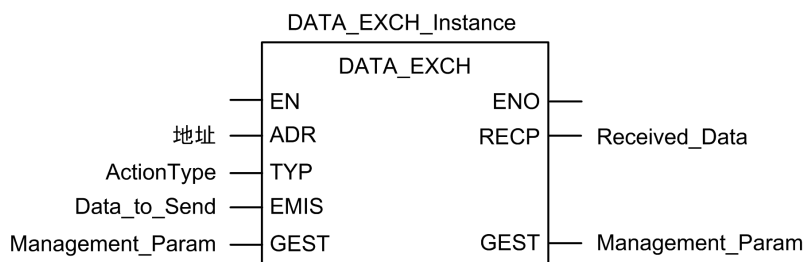 DATA_EXCH_Instance
DATA_EXCH
EN ENO
地址 ADR RECP Received_Data
ActionType TYP
Data_to_Send EMIS
Management_Param GEST GEST Management_Param